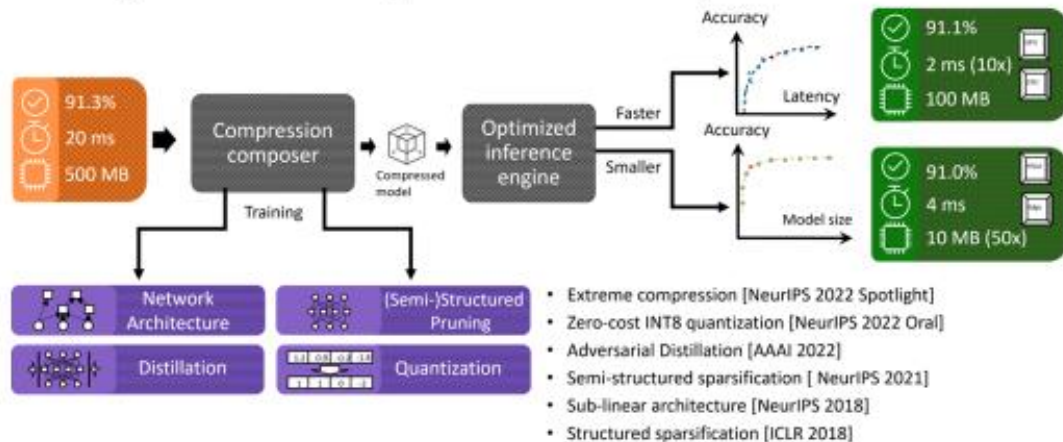 91.3%
20 ms
500 MB
Compression
composer
Compressed
model
Optimized
inference
engine
Faster
Smaller
Accuracy
Latency
Accuracy
Model size
91.1%
2 ms (10x)
100 MB
91.0%
4 ms
10 MB (50x)
Training
Network
Architecture
(Semi-)Structured
Pruning
Distillation
Quantization
• Extreme compression [NeurIPS 2022 Spotlight]
• Zero-cost INT8 quantization [NeurIPS 2022 Oral]
• Adversarial Distillation [AAAI 2022]
• Semi-structured sparsification [ NeurIPS 2021]
• Sub-linear architecture [NeurIPS 2018]
• Structured sparsification [ICLR 2018]